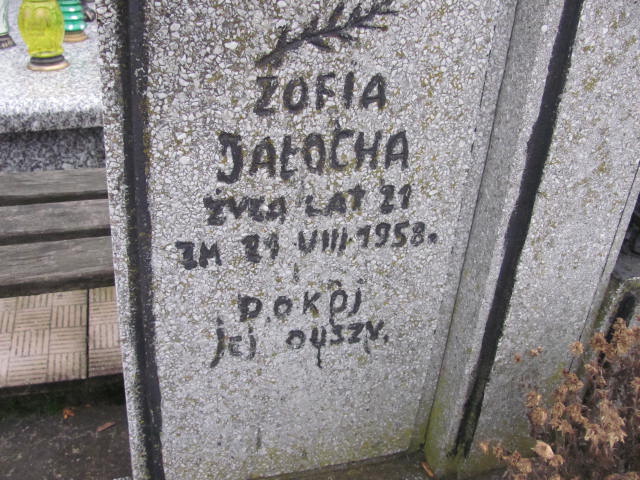 ZOFIA
JAŁOCHA
ŻYŁA LAT 21
ZM 21 VIII 1958.
POKÓJ
jej duszy.